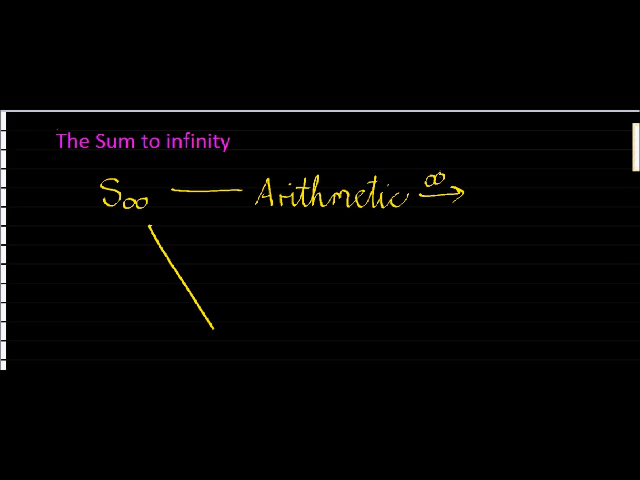 The Sum to infinity
S∞ — Arithmetic ∞→